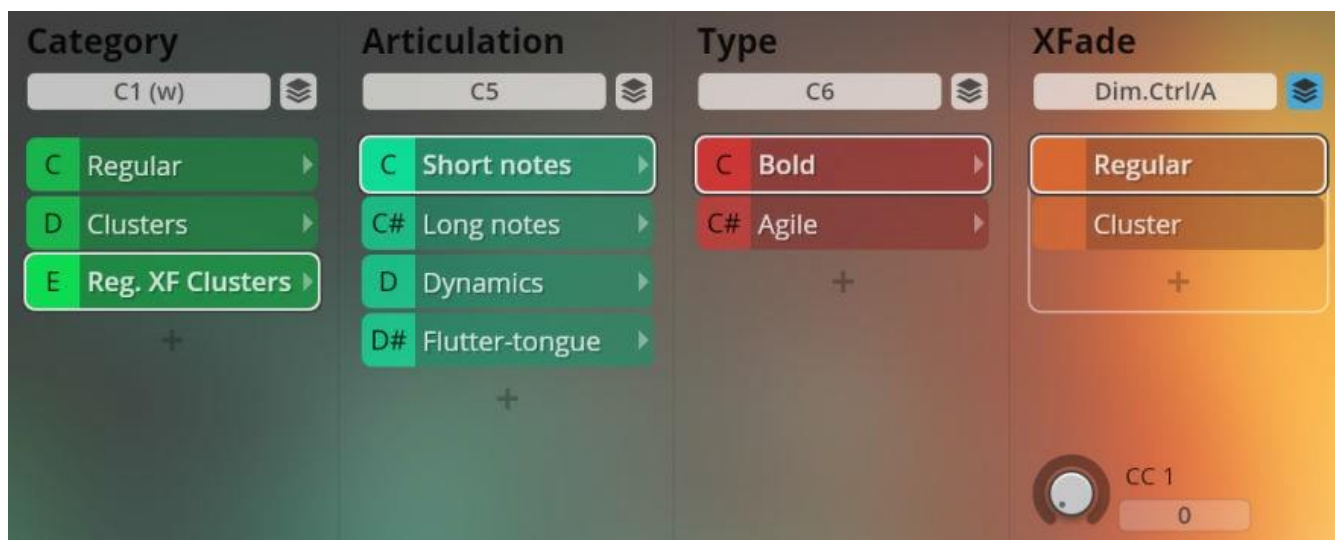 Category
C1 (w)
C Regular
D Clusters
E Reg. XF Clusters
Articulation
C5
C Short notes
C# Long notes
D Dynamics
D# Flutter-tongue
Type
C6
C Bold
C# Agile
XFade
Dim.Ctrl/A
Regular
Cluster
CC 1
0